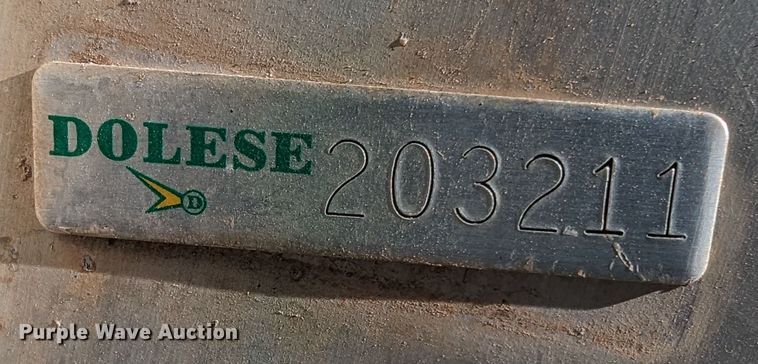 DOLESE 203211
D
Purple Wave Auction